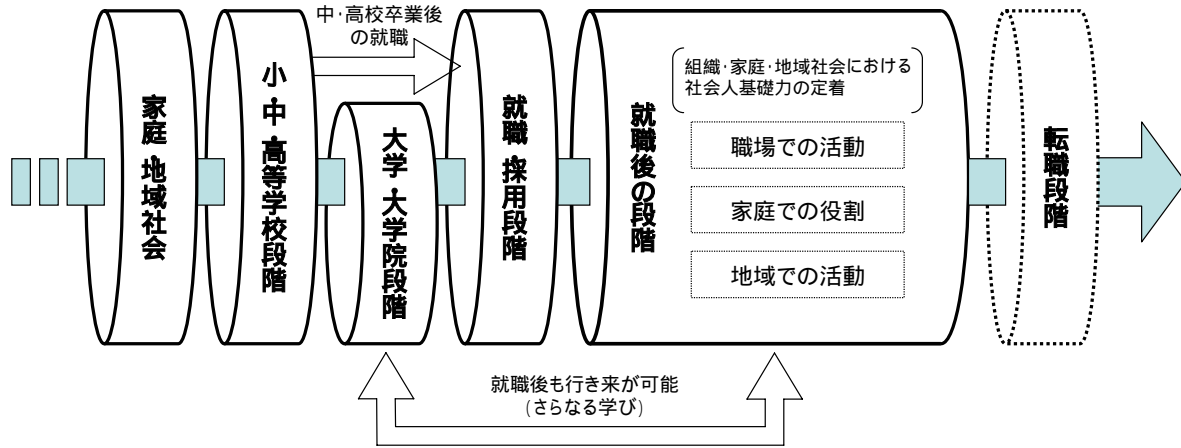 中・高校卒業後
の就職
家庭・地域社会
小・中・高等学校段階
大学・大学院段階
就職・採用段階
就職後の段階
組織・家庭・地域社会における
社会人基礎力の定着
職場での活動
家庭での役割
地域での活動
転職段階
就職後も行き来が可能
(さらなる学び)